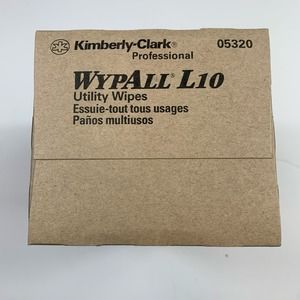 Kimberly-Clark® 05320
Professional
WYPALL® L10
Utility Wipes
Essuie-tout tous usages
Paños multiusos